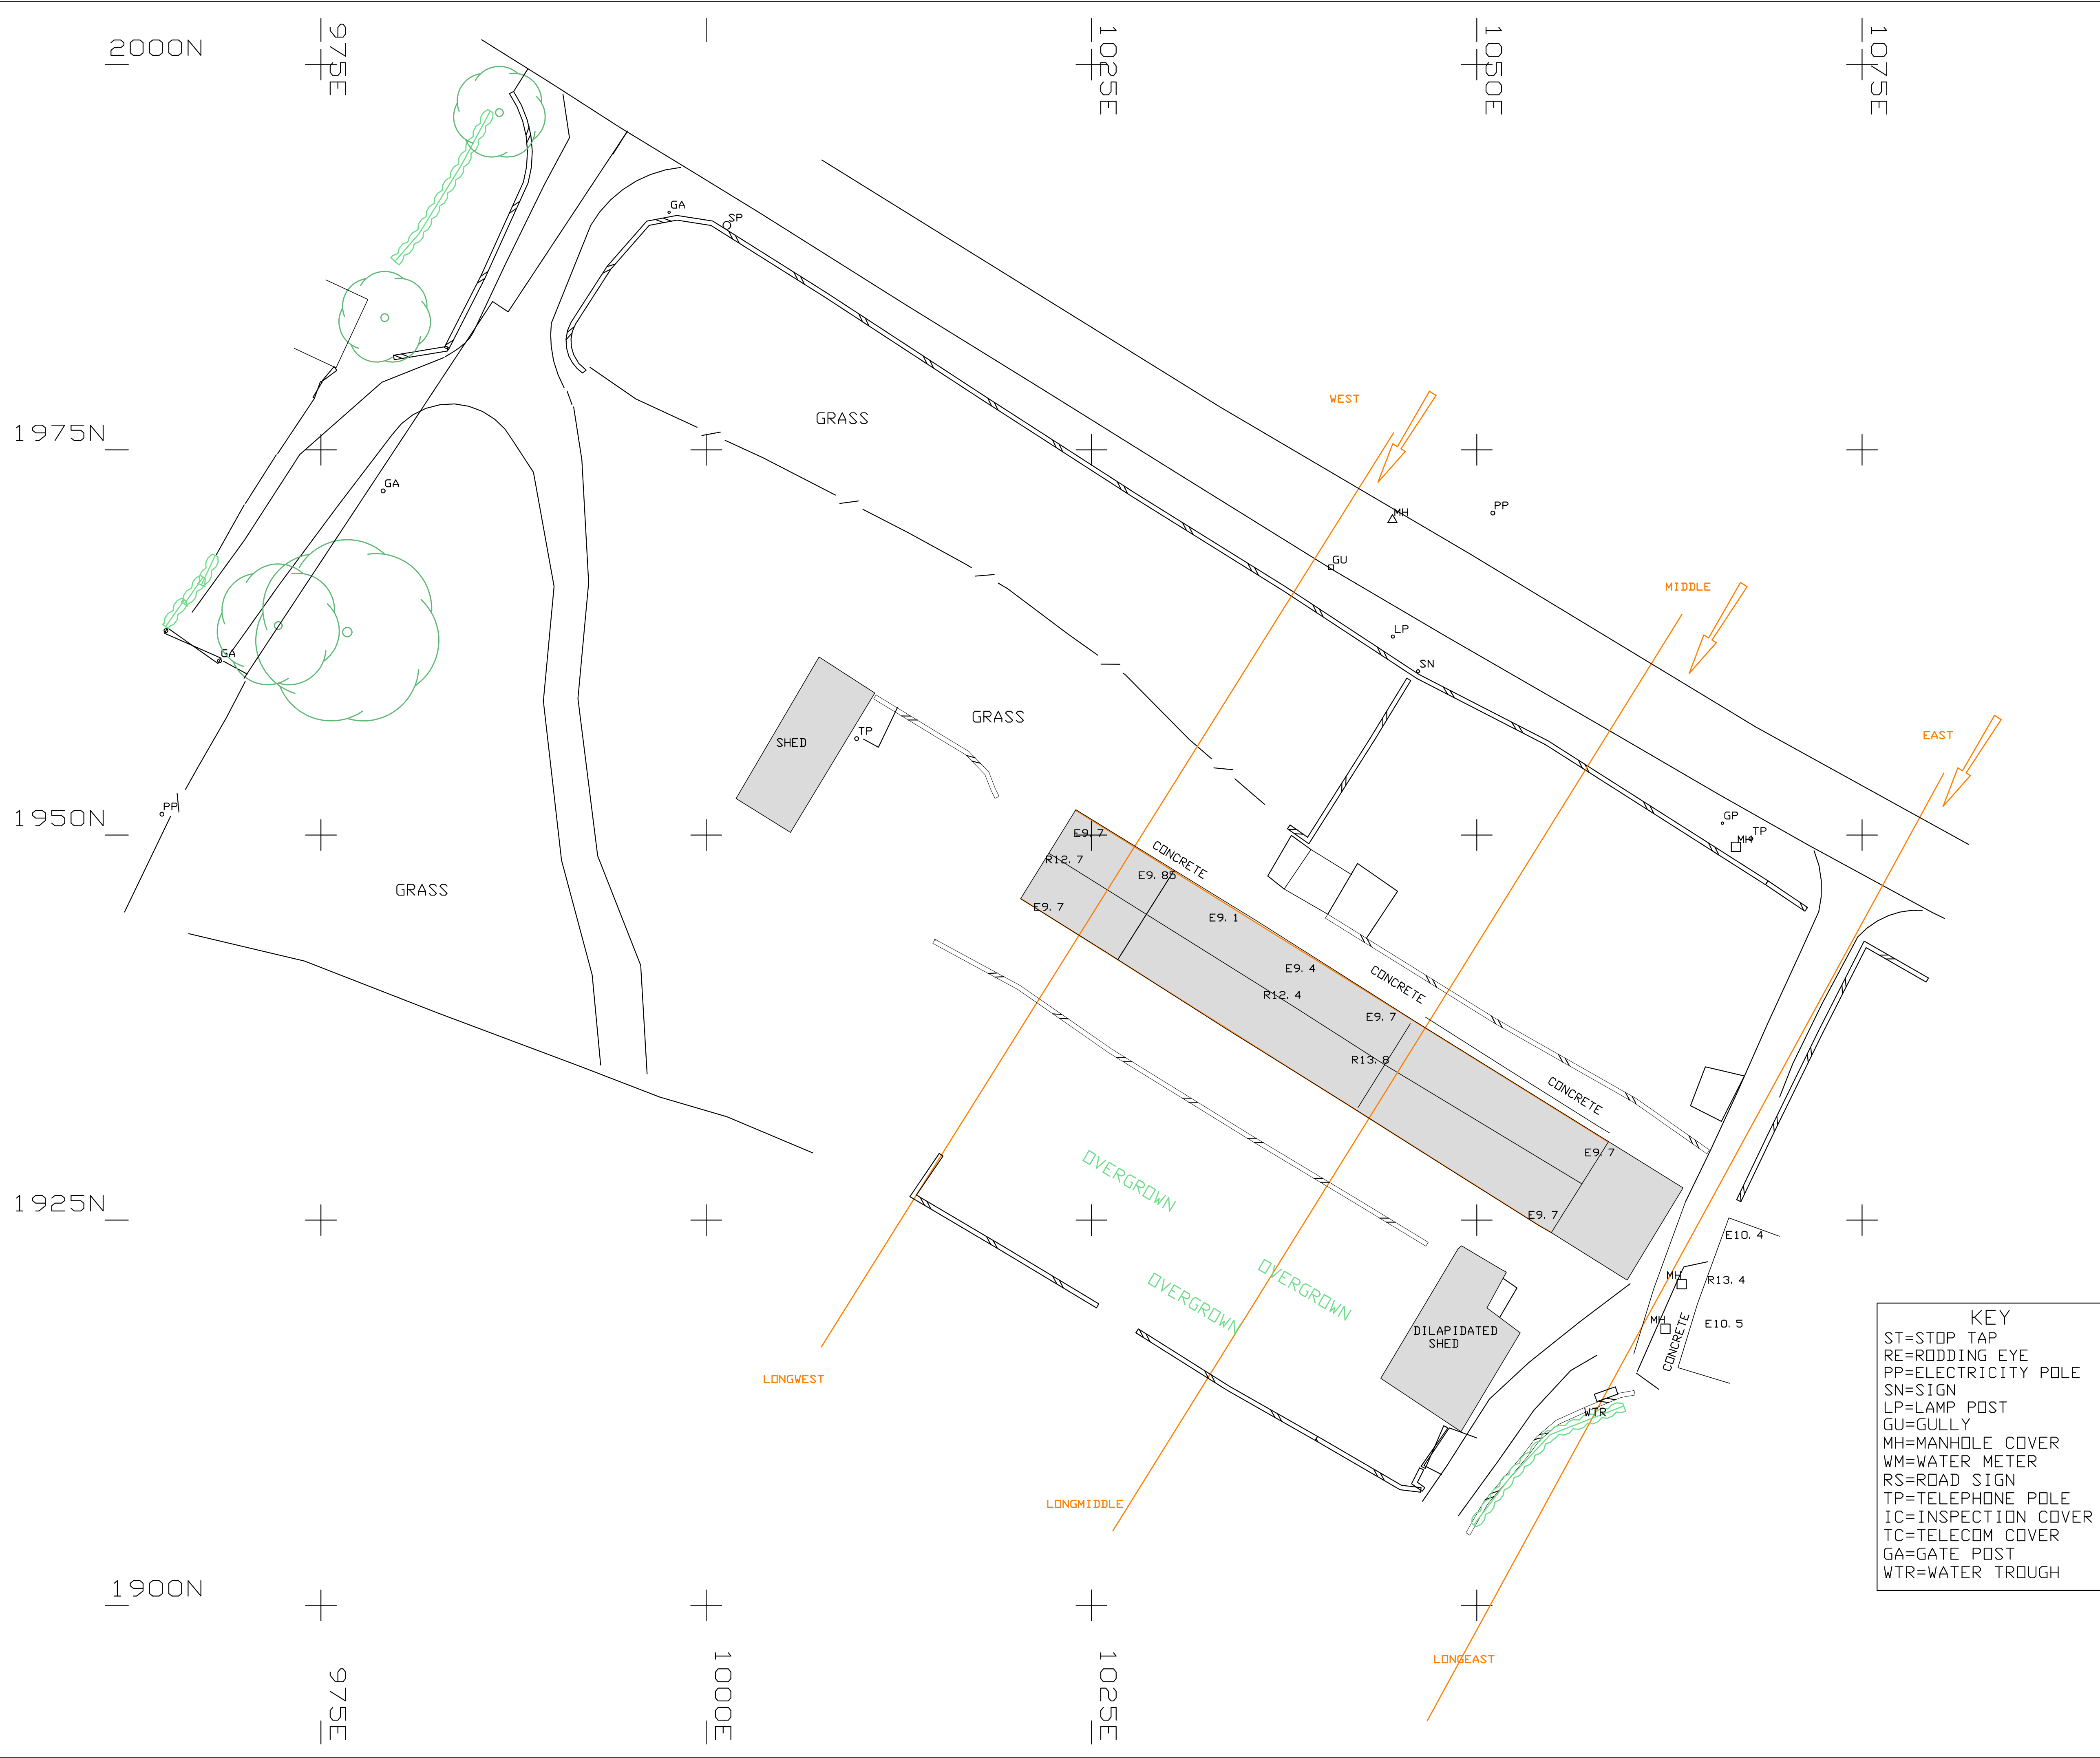 2000N
975E
1025E
1050E
1075E
GA
SP
WEST
GRASS
1975N
GA
MH
PP
GU
MIDDLE
LP
GA
SN
GRASS
SHED
TP
EAST
PP
1950N
GP
TP
MH
E9. 7
CONCRETE
R12. 7
E9. 85
GRASS
E9. 7
E9. 1
E9. 4
CONCRETE
R12. 4
E9. 7
R13. 8
CONCRETE
E9. 7
OVERGROWN
1925N
E9. 7
E10. 4
OVERGROWN
OVERGROWN
MH
R13. 4
MH
E10. 5
CONCRETE
DILAPIDATED
SHED
LONGWEST
WTR
LONGMIDDLE
KEY
ST=STOP TAP
RE=RODDING EYE
PP=ELECTRICITY POLE
SN=SIGN
LP=LAMP POST
GU=GULLY
MH=MANHOLE COVER
WM=WATER METER
RS=ROAD SIGN
TP=TELEPHONE POLE
IC=INSPECTION COVER
TC=TELECOM COVER
GA=GATE POST
WTR=WATER TROUGH
1900N
LONGEAST
975E
1000E
1025E